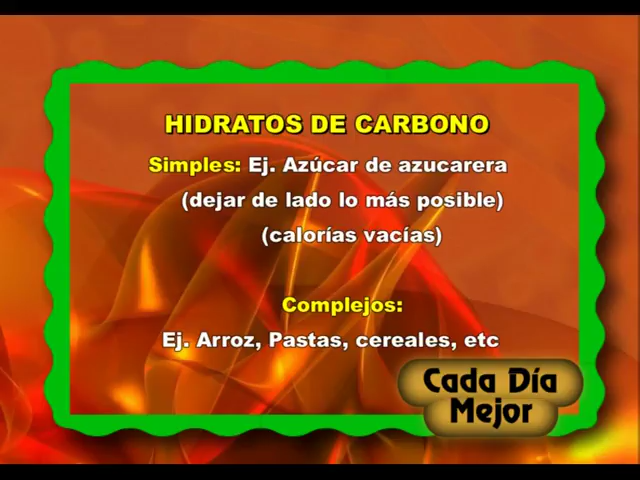 HIDRATOS DE CARBONO
Simples: Ej. Azúcar de azucarera
(dejar de lado lo más posible)
(calorías vacías)
Complejos:
Ej. Arroz, Pastas, cereales, etc
Cada Día
Mejor